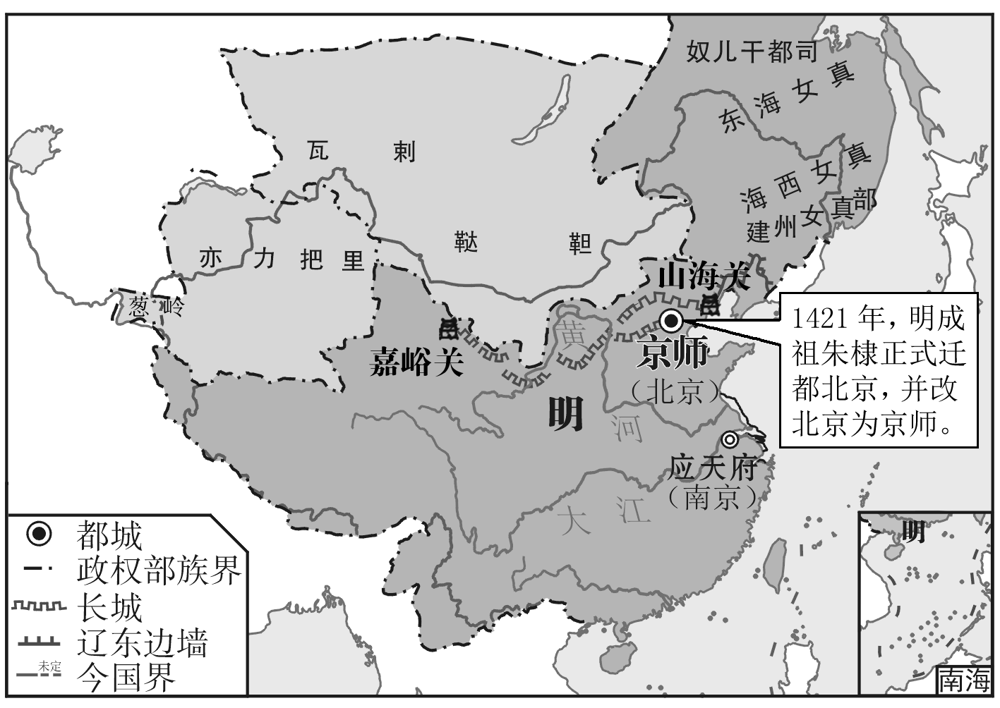 奴儿干都司
东海女真
瓦剌
海西女真
建州女真部
鞑靼
亦力把里
山海关
葱岭
黄
1421年，明成
祖朱棣正式迁
都北京，并改
北京为京师。
嘉峪关
京师
（北京）
明
河
应天府
（南京）
大江
都城
政权部族界
长城
辽东边墙
未定
今国界
明
南海